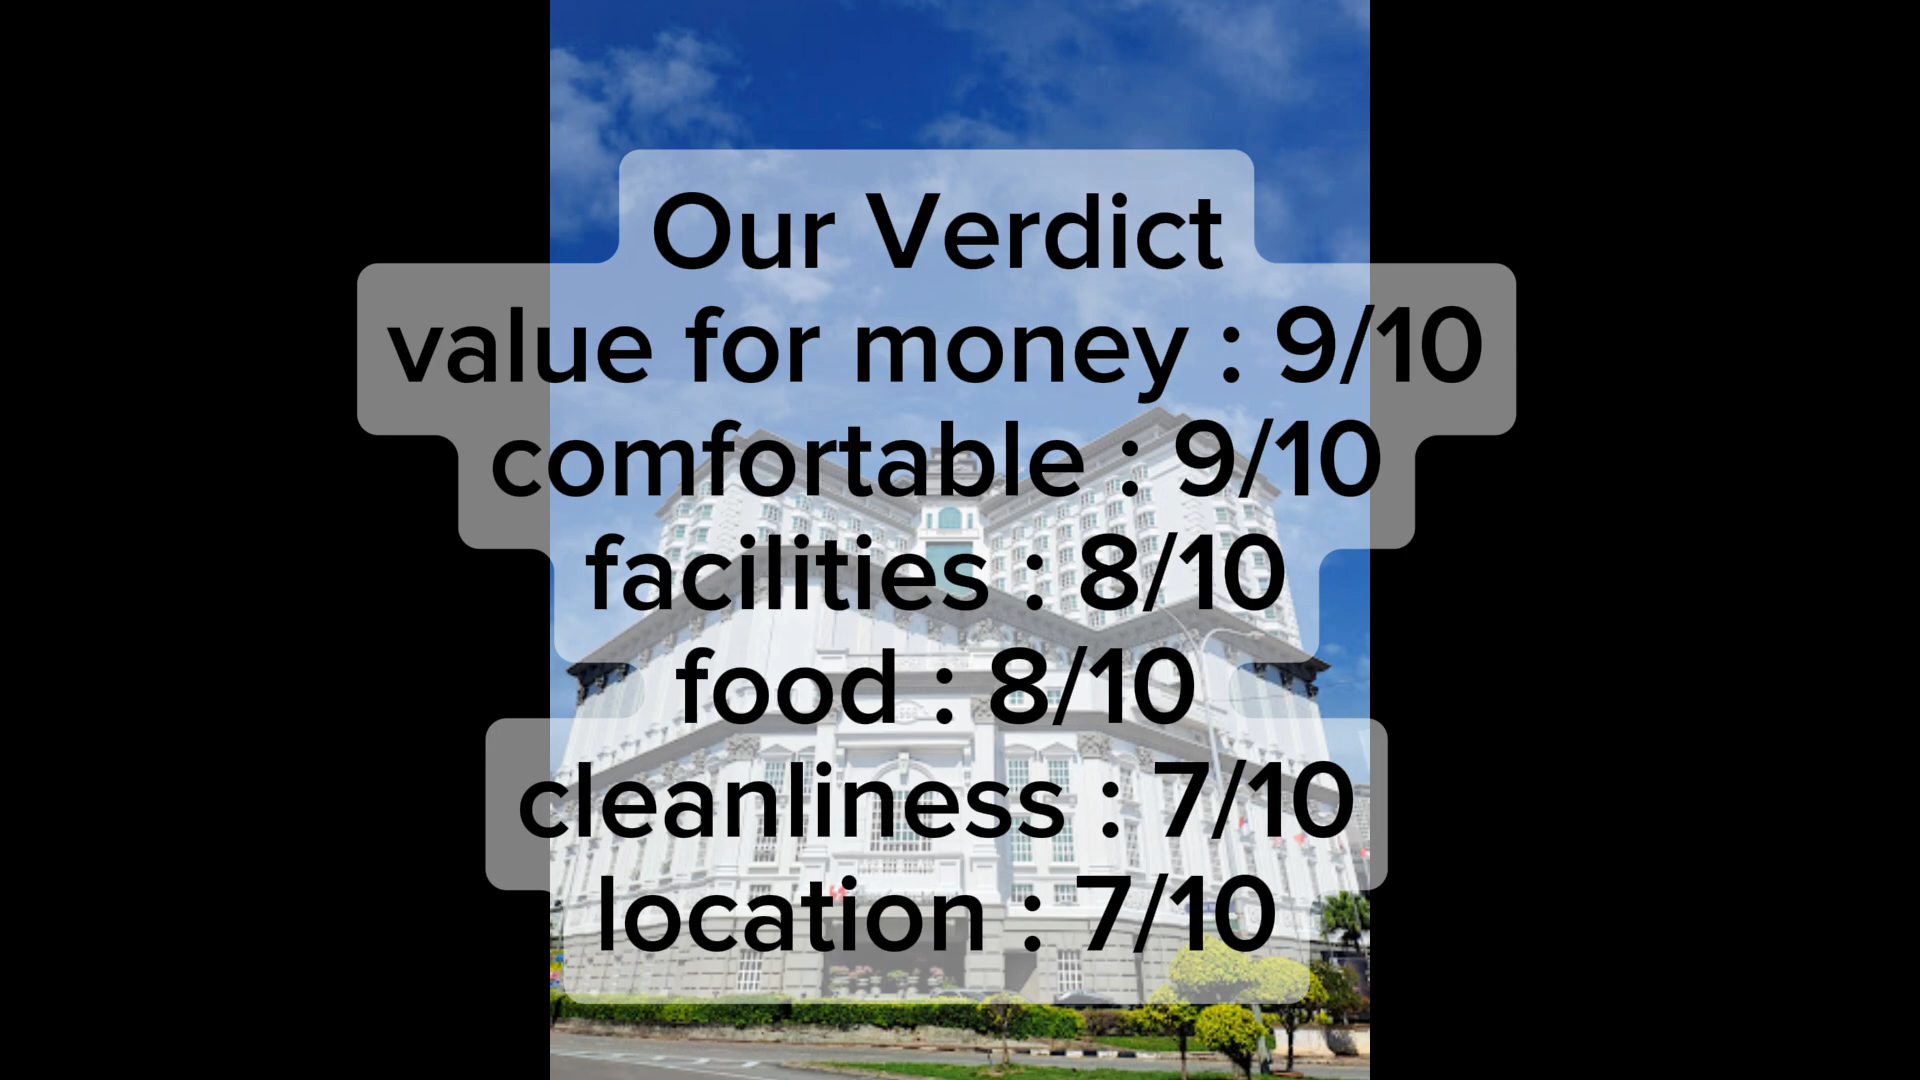 Our Verdict
value for money : 9/10
comfortable : 9/10
facilities : 8/10
food : 8/10
cleanliness : 7/10
location : 7/10